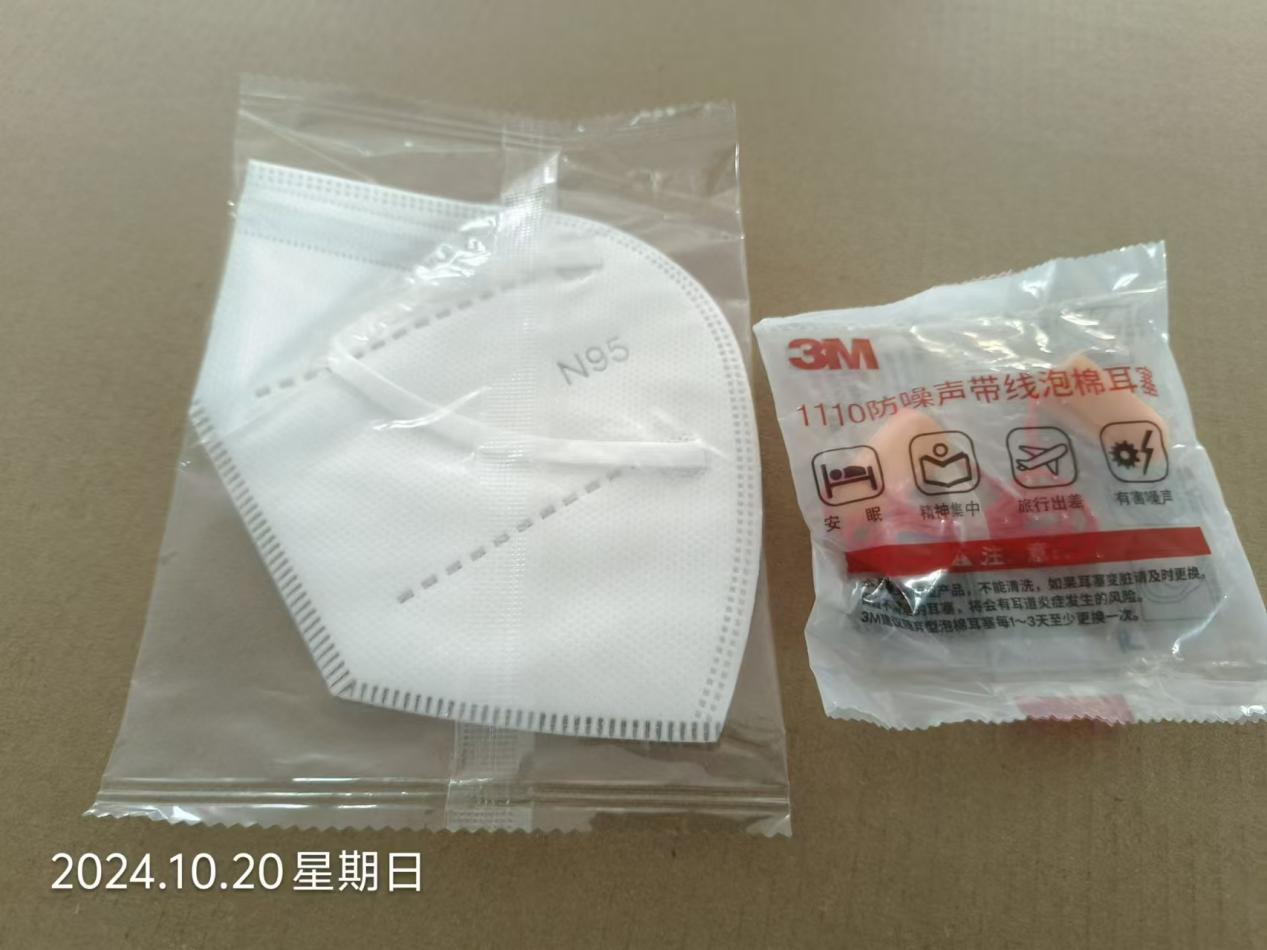 N95
3M
1110防噪声带线泡棉耳塞
安 眠
精神集中
旅行出差
有害噪声
注意
产品，不能清洗，如果耳塞变脏请及时更换。
耳塞，将会有耳道炎症发生的风险。
3M建议随弃型泡棉耳塞每1～3天至少更换一次。
2024.10.20 星期日